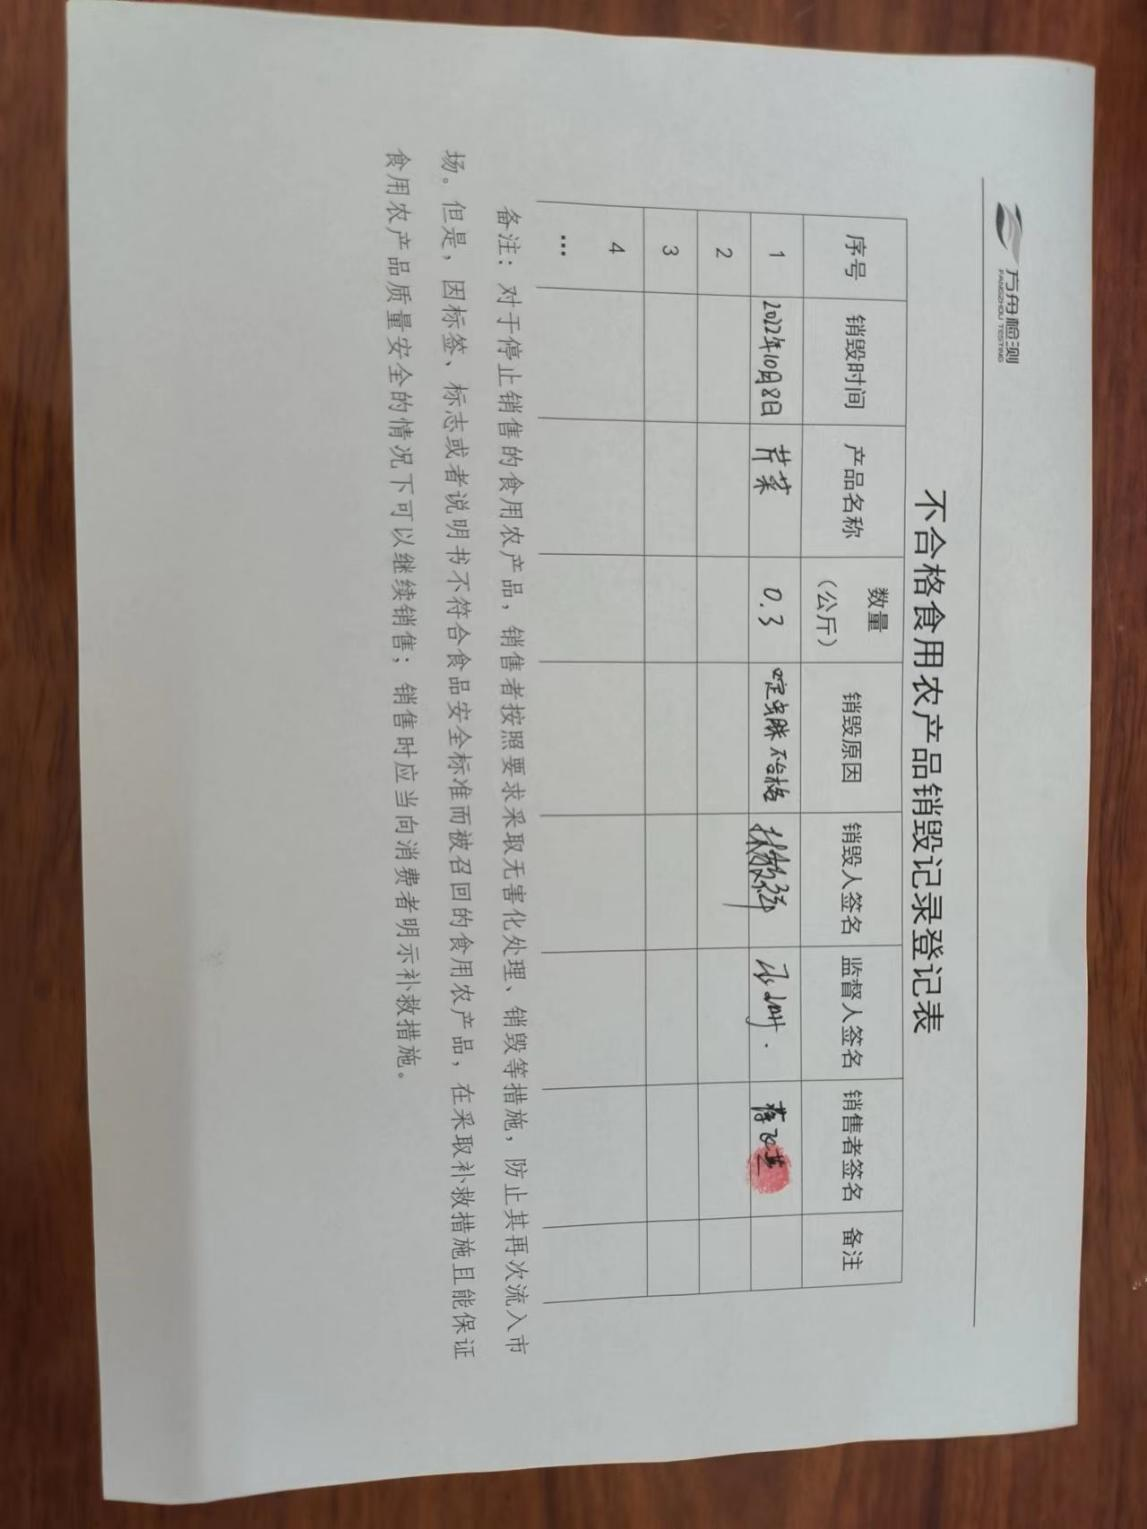 方舟检测
FANGZHOU TESTING
不合格食用农产品销毁记录登记表
序号 销毁时间 产品名称 数量（公斤） 销毁原因 销毁人签名 监督人签名 销售者签名 备注
1 2022年10月8日 芹菜 0.3 啶虫脒不合格
2
3
4
…
备注：对于停止销售的食用农产品，销售者按照要求采取无害化处理、销毁等措施，防止其再次流入市
场。但是，因标签、标志或者说明书不符合食品安全标准而被召回的食用农产品，在采取补救措施且能保证
食用农产品质量安全的情况下可以继续销售；销售时应当向消费者明示补救措施。